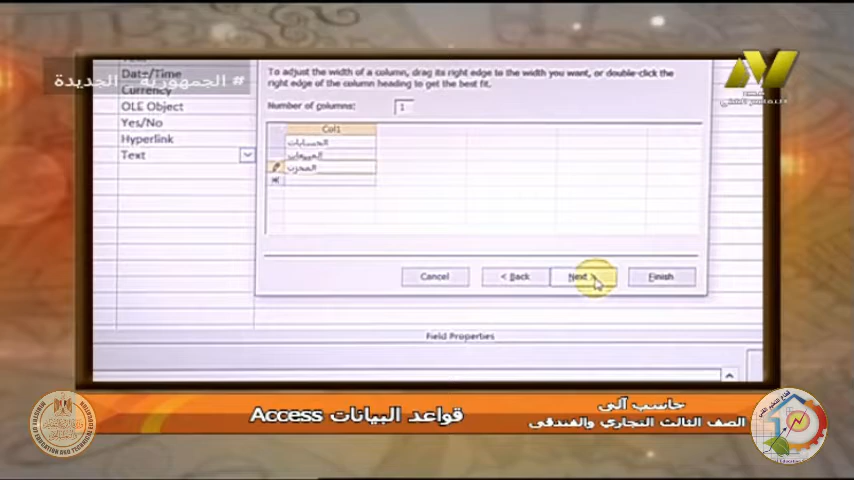 # الجمهورية الجديدة
Date/Time
Currency
OLE Object
Yes/No
Hyperlink
Text
To adjust the width of a column, drag its right edge to the width you want, or double-click the
right edge of the column heading to get the best fit.
Number of columns:
1
Col1
الحسابات
المبيعات
المخزن
Cancel
< Back
Next >
Finish
Field Properties
حاسب آلى
الصف الثالث التجاري والفندقى
قواعد البيانات Access